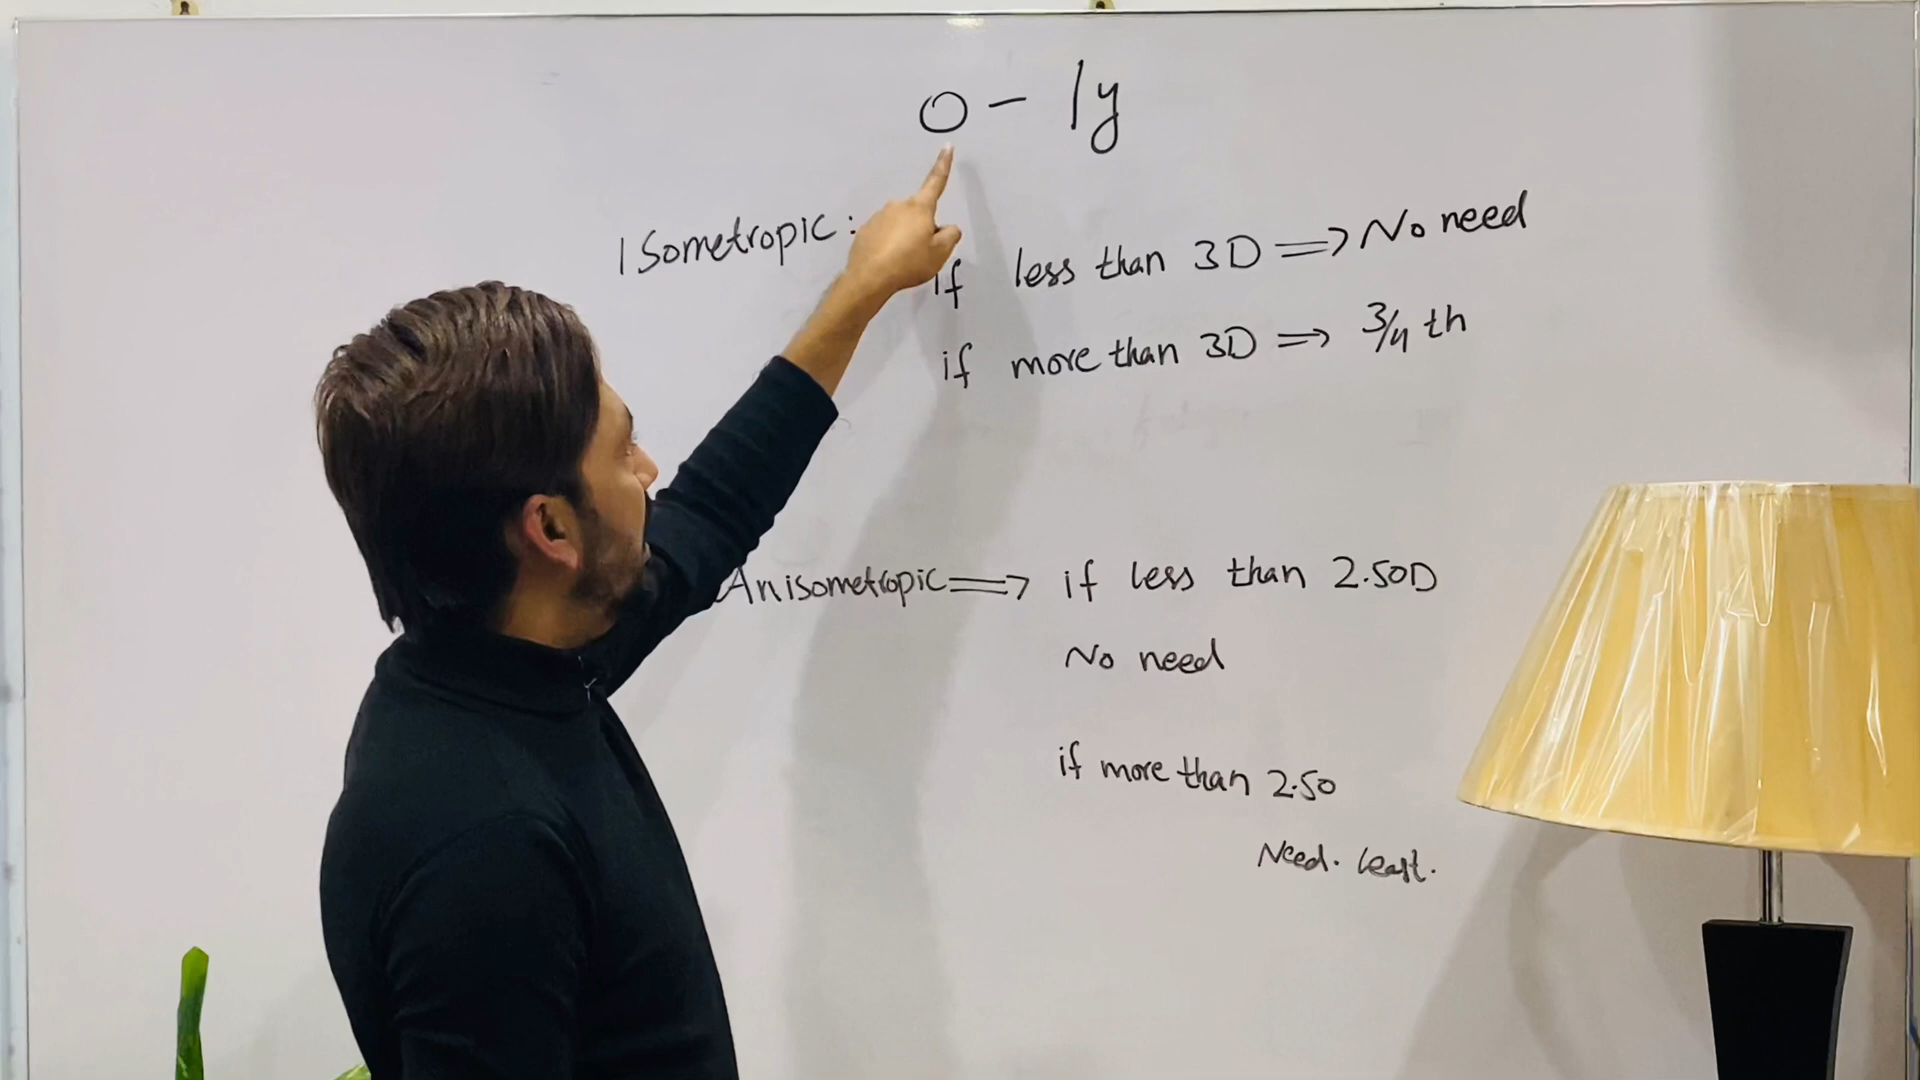 0 - 1y
Isometropic:
if less than 3D => No need
if more than 3D => 3/4 th
Anisometropic => if less than 2.50D
No need
if more than 2.50
Need. least.